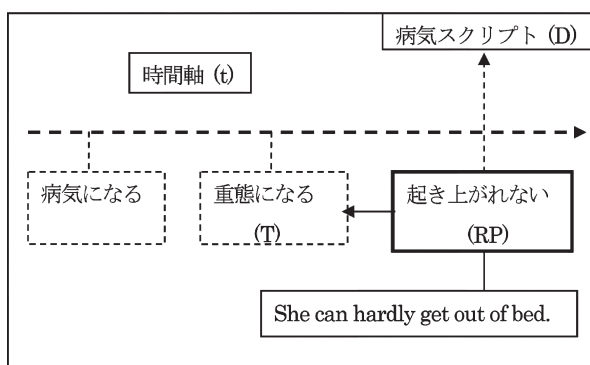 病気スクリプト (D)
時間軸 (t)
病気になる
重態になる
(T)
起き上がれない
(RP)
She can hardly get out of bed.